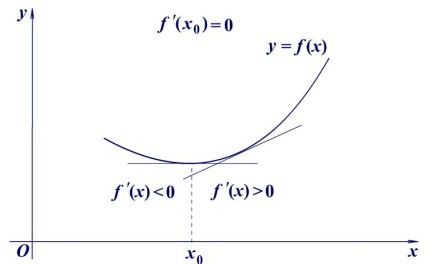 y
f ′(x₀) = 0
y = f(x)
f ′(x) < 0
f ′(x) > 0
O
x₀
x